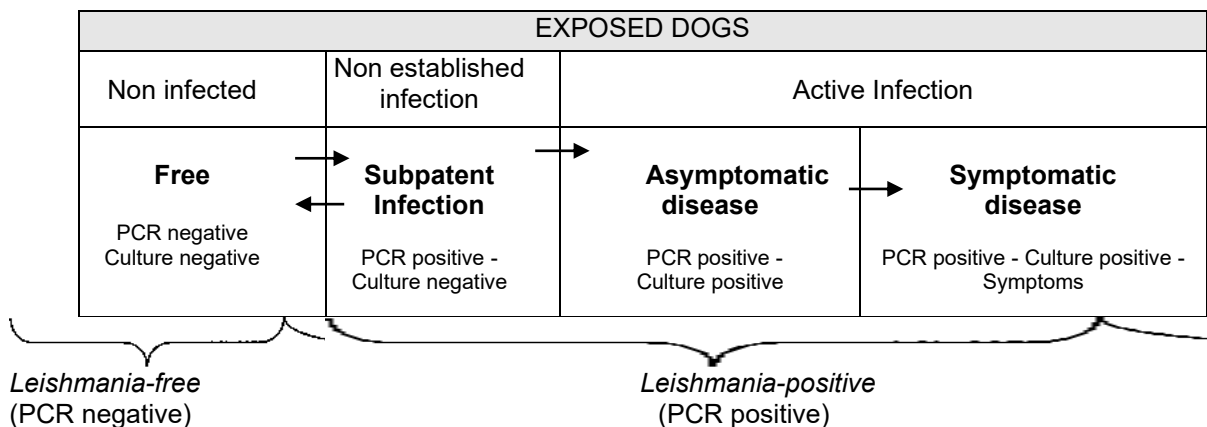 EXPOSED DOGS
Non infected
Non established
infection
Active Infection
Free
PCR negative
Culture negative
Subpatent
Infection
PCR positive -
Culture negative
Asymptomatic
disease
PCR positive -
Culture positive
Symptomatic
disease
PCR positive - Culture positive -
Symptoms
Leishmania-free
(PCR negative)
Leishmania-positive
(PCR positive)